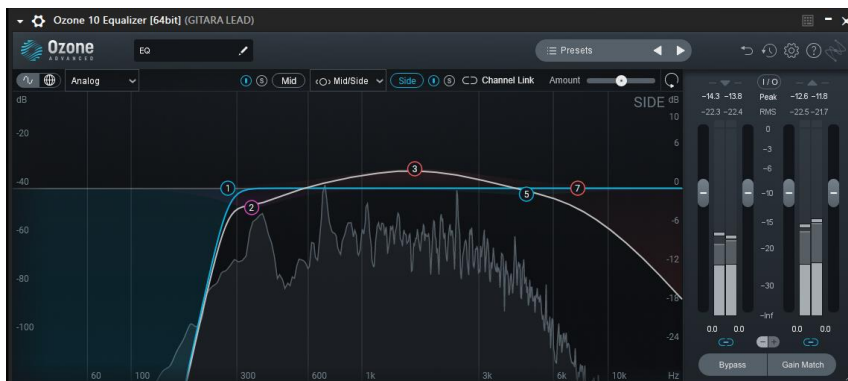 Ozone 10 Equalizer [64bit] (GITARA LEAD)
Ozone
ADVANCED
EQ
Presets
Analog
S
Mid
Mid/Side
Side
S
Channel Link
Amount
I/O
-14.3 -13.8 Peak -12.6 -11.8
-22.3 -22.4 RMS -22.5 -21.7
dB
SIDE dB
10
-20
6
-40
0
1
2
3
5
7
-60
-6
-80
-12
-18
-100
-24
60 100 300 600 1k 3k 6k 10k Hz
0
-3
-6
-10
-15
-20
-30
-Inf
0.0 0.0 0.0 0.0
Bypass
Gain Match